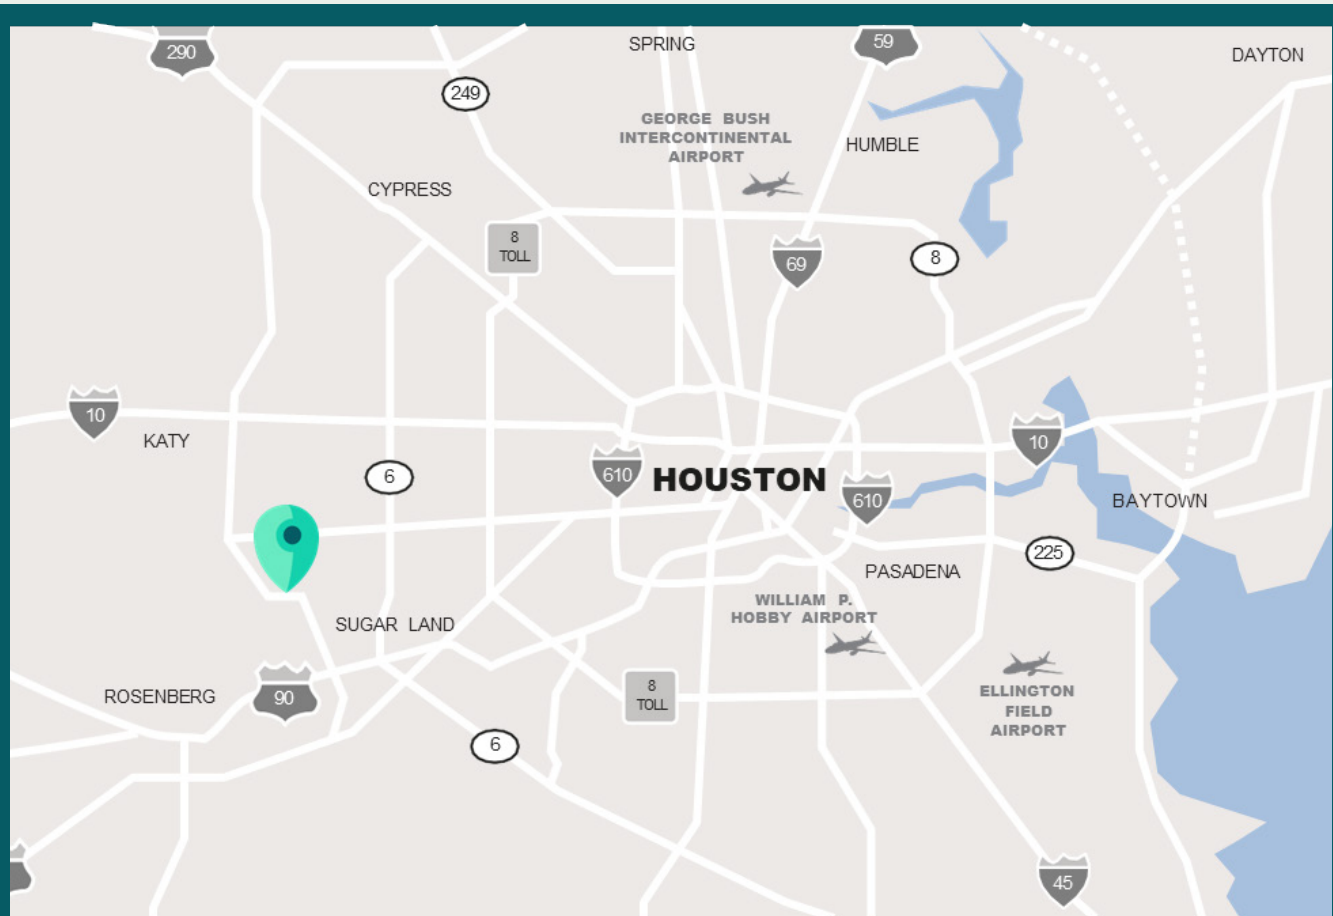 290
SPRING
59
DAYTON
249
GEORGE BUSH
INTERCONTINENTAL
AIRPORT
HUMBLE
CYPRESS
8
TOLL
69
8
10
KATY
6
610
HOUSTON
610
10
BAYTOWN
225
PASADENA
WILLIAM P.
HOBBY AIRPORT
SUGAR LAND
ROSENBERG
90
8
TOLL
ELLINGTON
FIELD
AIRPORT
6
45